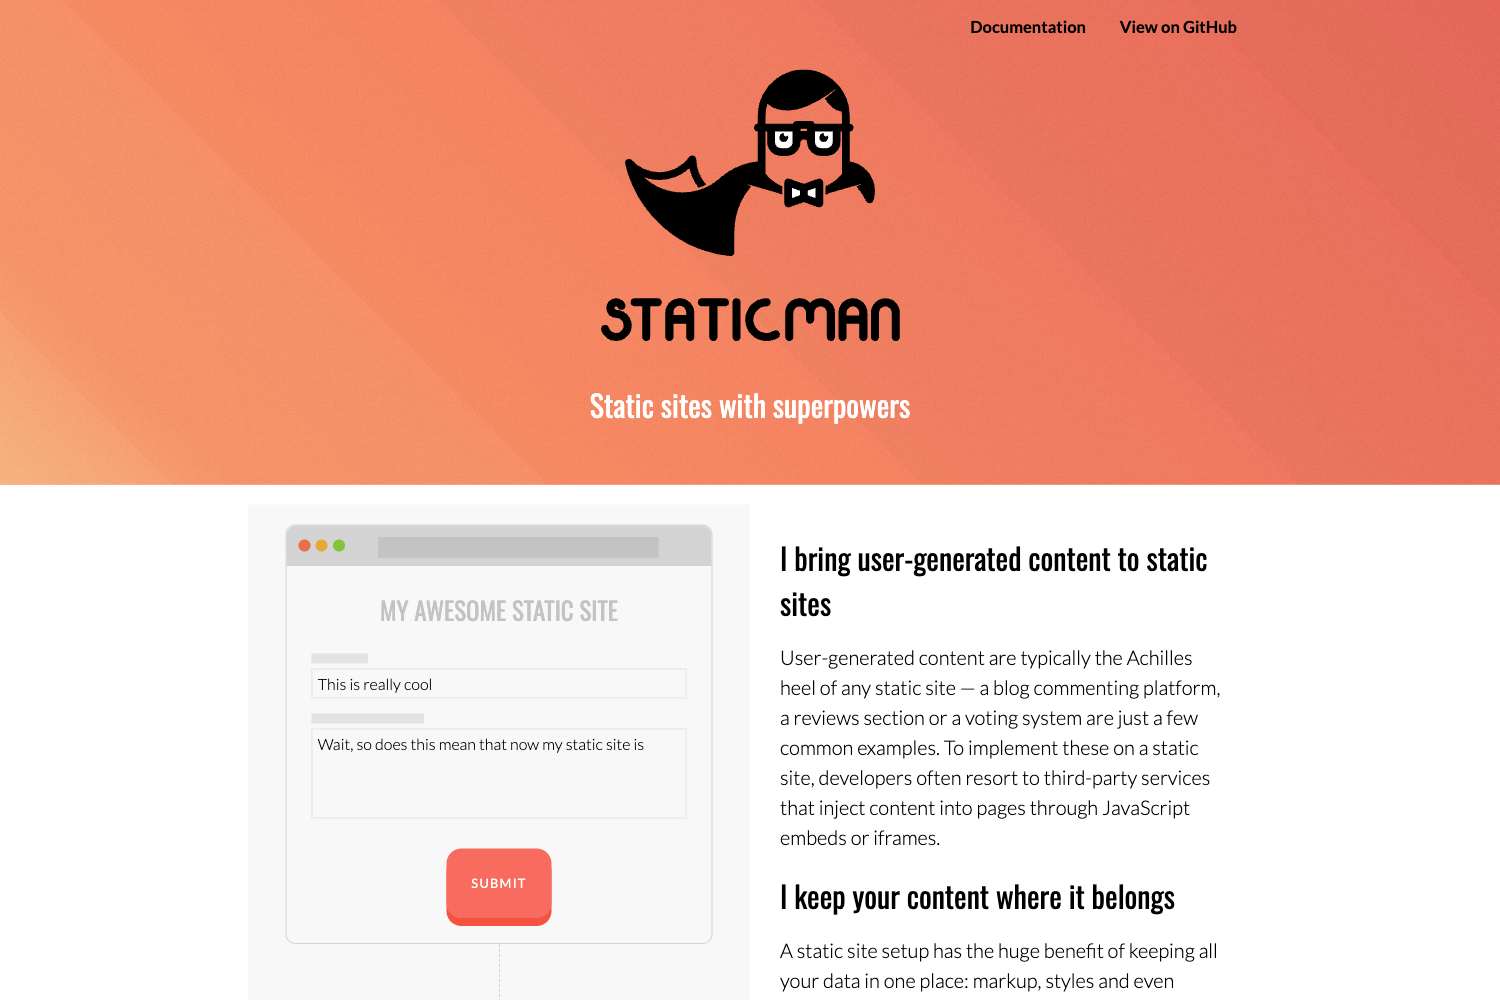 Documentation View on GitHub
STATICMAN
Static sites with superpowers
MY AWESOME STATIC SITE
This is really cool
Wait, so does this mean that now my static site is
SUBMIT
I bring user-generated content to static
sites
User-generated content are typically the Achilles
heel of any static site — a blog commenting platform,
a reviews section or a voting system are just a few
common examples. To implement these on a static
site, developers often resort to third-party services
that inject content into pages through JavaScript
embeds or iframes.
I keep your content where it belongs
A static site setup has the huge benefit of keeping all
your data in one place: markup, styles and even